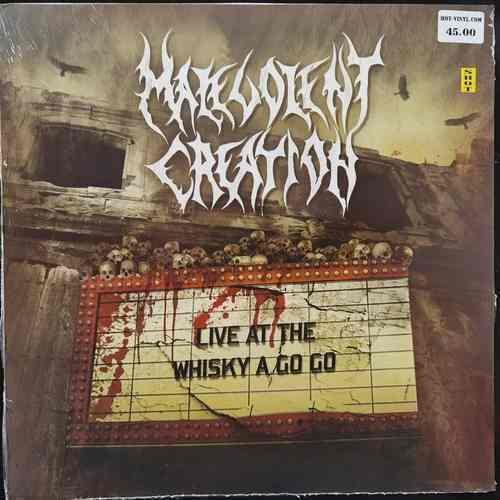 HOT-VINYL.COM
45.00
SHOT
MALEVOLENT
CREATION
LIVE AT THE
WHISKY A GO GO